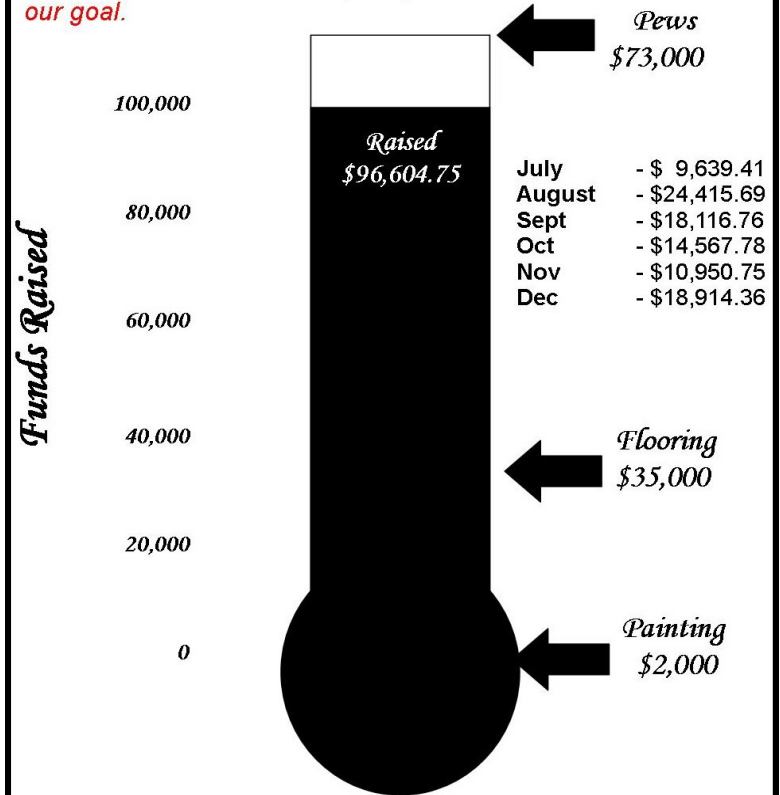 our goal.
Pews
$73,000
100,000
Raised
$96,604.75
July - $ 9,639.41
August - $24,415.69
80,000
Sept - $18,116.76
Oct - $14,567.78
Nov - $10,950.75
Dec - $18,914.36
Funds Raised
60,000
40,000
Flooring
$35,000
20,000
Painting
$2,000
0